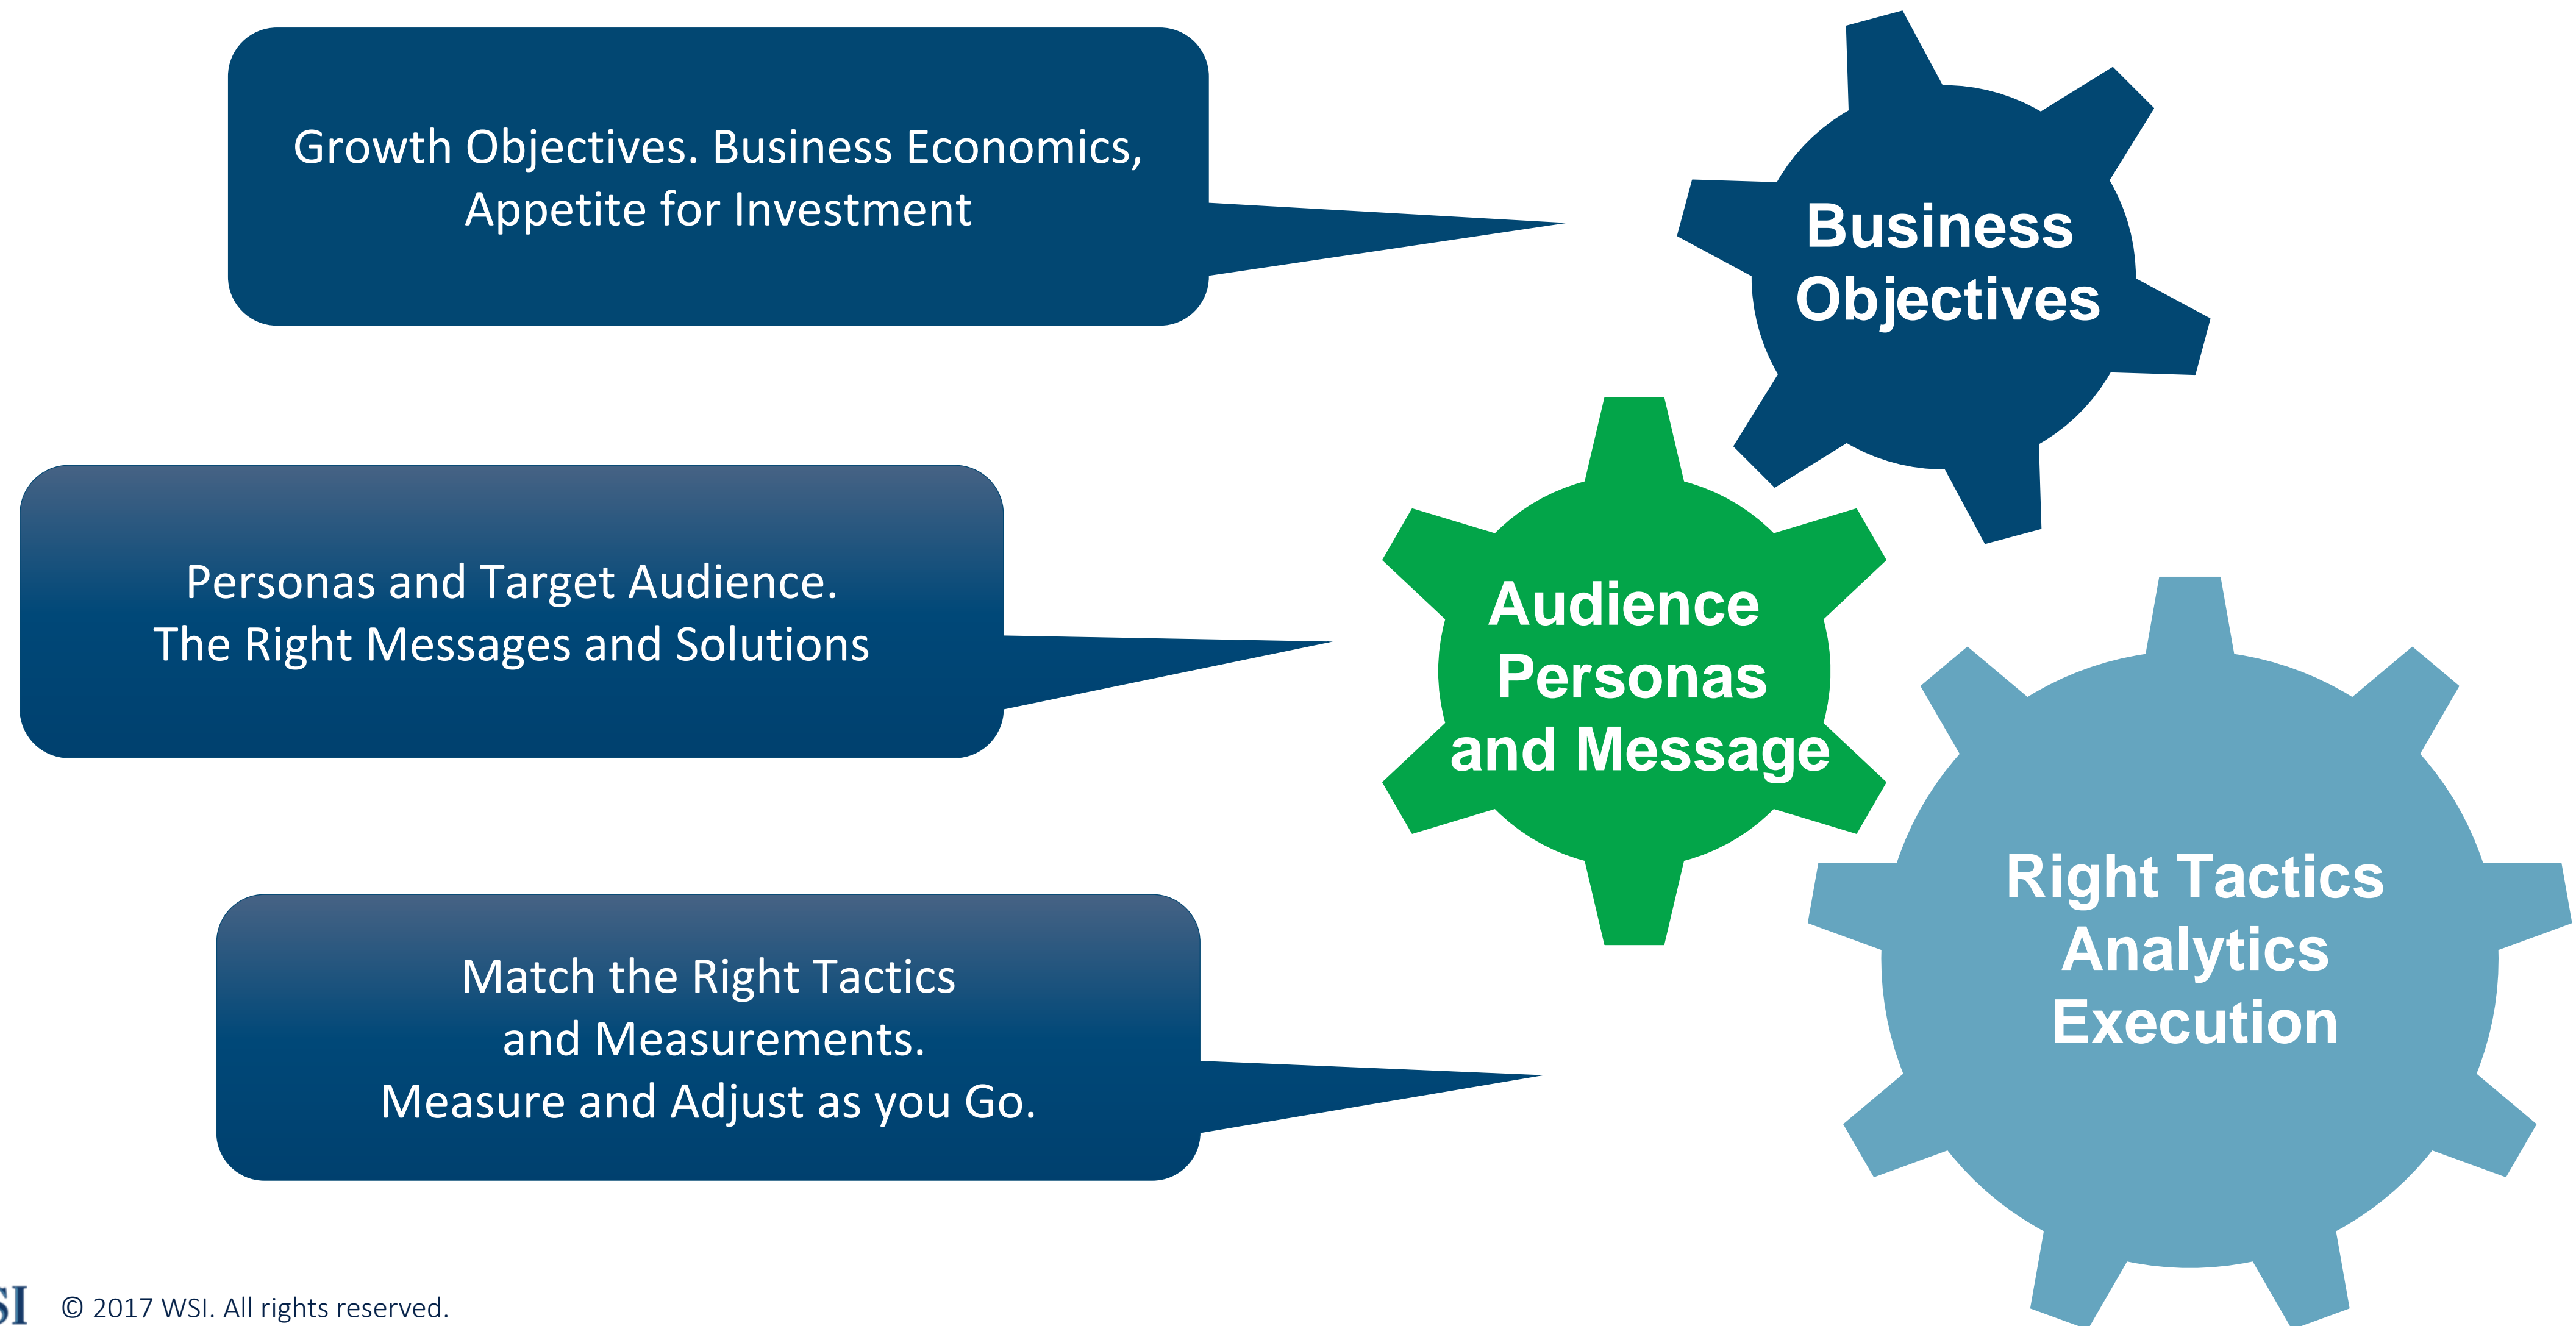 Growth Objectives. Business Economics,
Appetite for Investment
Business
Objectives
Personas and Target Audience.
The Right Messages and Solutions
Audience
Personas
and Message
Match the Right Tactics
and Measurements.
Measure and Adjust as you Go.
Right Tactics
Analytics
Execution
SI © 2017 WSI. All rights reserved.